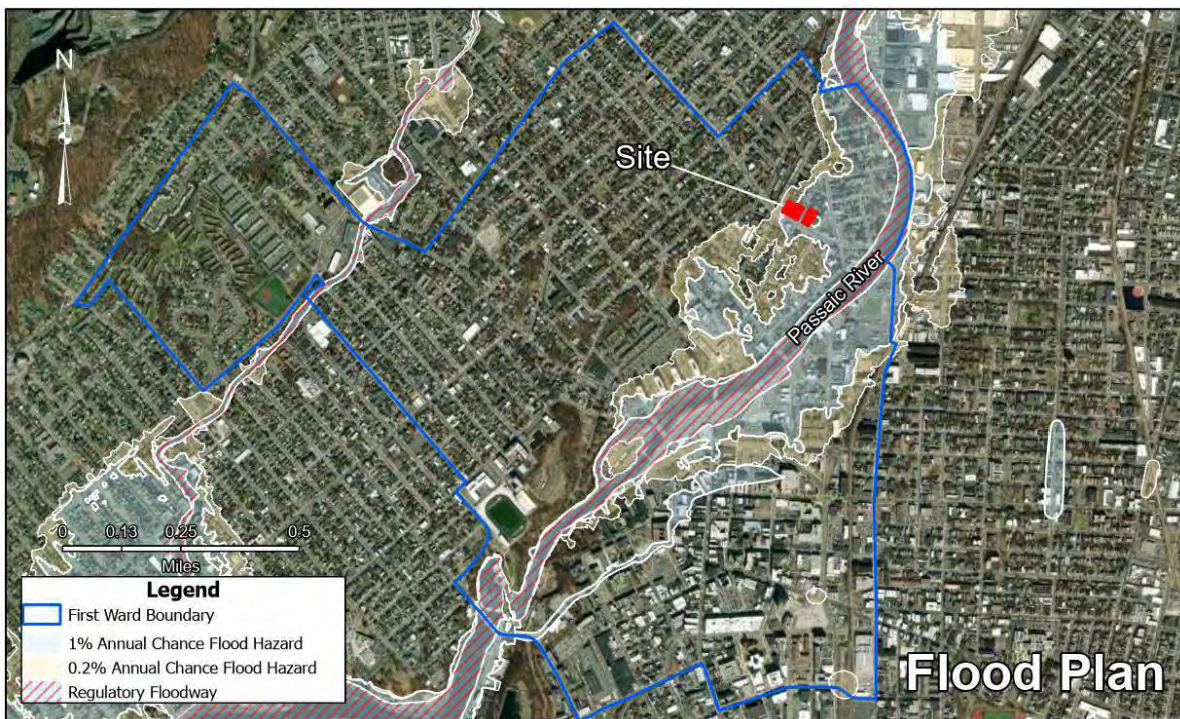 N
Site
Passaic River
0 0.13 0.25 0.5
Miles
Legend
First Ward Boundary
1% Annual Chance Flood Hazard
0.2% Annual Chance Flood Hazard
Regulatory Floodway
Flood Plan